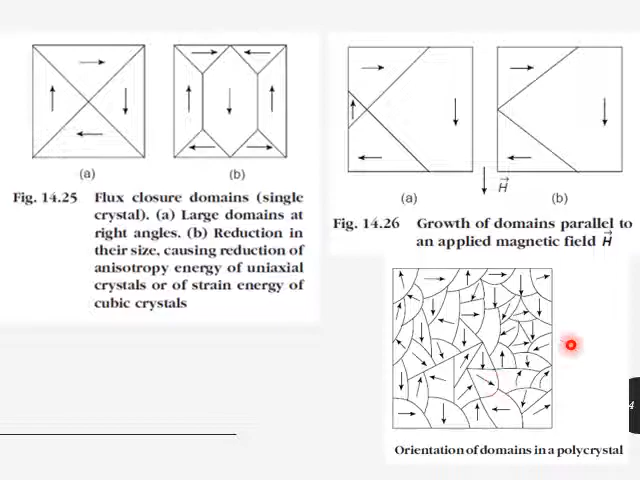 (a)
(b)
Fig. 14.25 Flux closure domains (single
crystal). (a) Large domains at
right angles. (b) Reduction in
their size, causing reduction of
anisotropy energy of uniaxial
crystals or of strain energy of
cubic crystals
(a)
H
(b)
Fig. 14.26 Growth of domains parallel to
an applied magnetic field H
Orientation of domains in a polycrystal
4